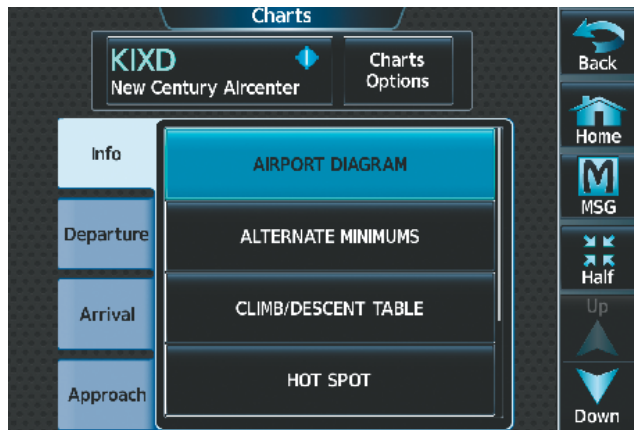 Charts
KIXD
New Century Aircenter
Charts
Options
Back
Home
MSG
Half
Up
Down
Info
Departure
Arrival
Approach
AIRPORT DIAGRAM
ALTERNATE MINIMUMS
CLIMB/DESCENT TABLE
HOT SPOT